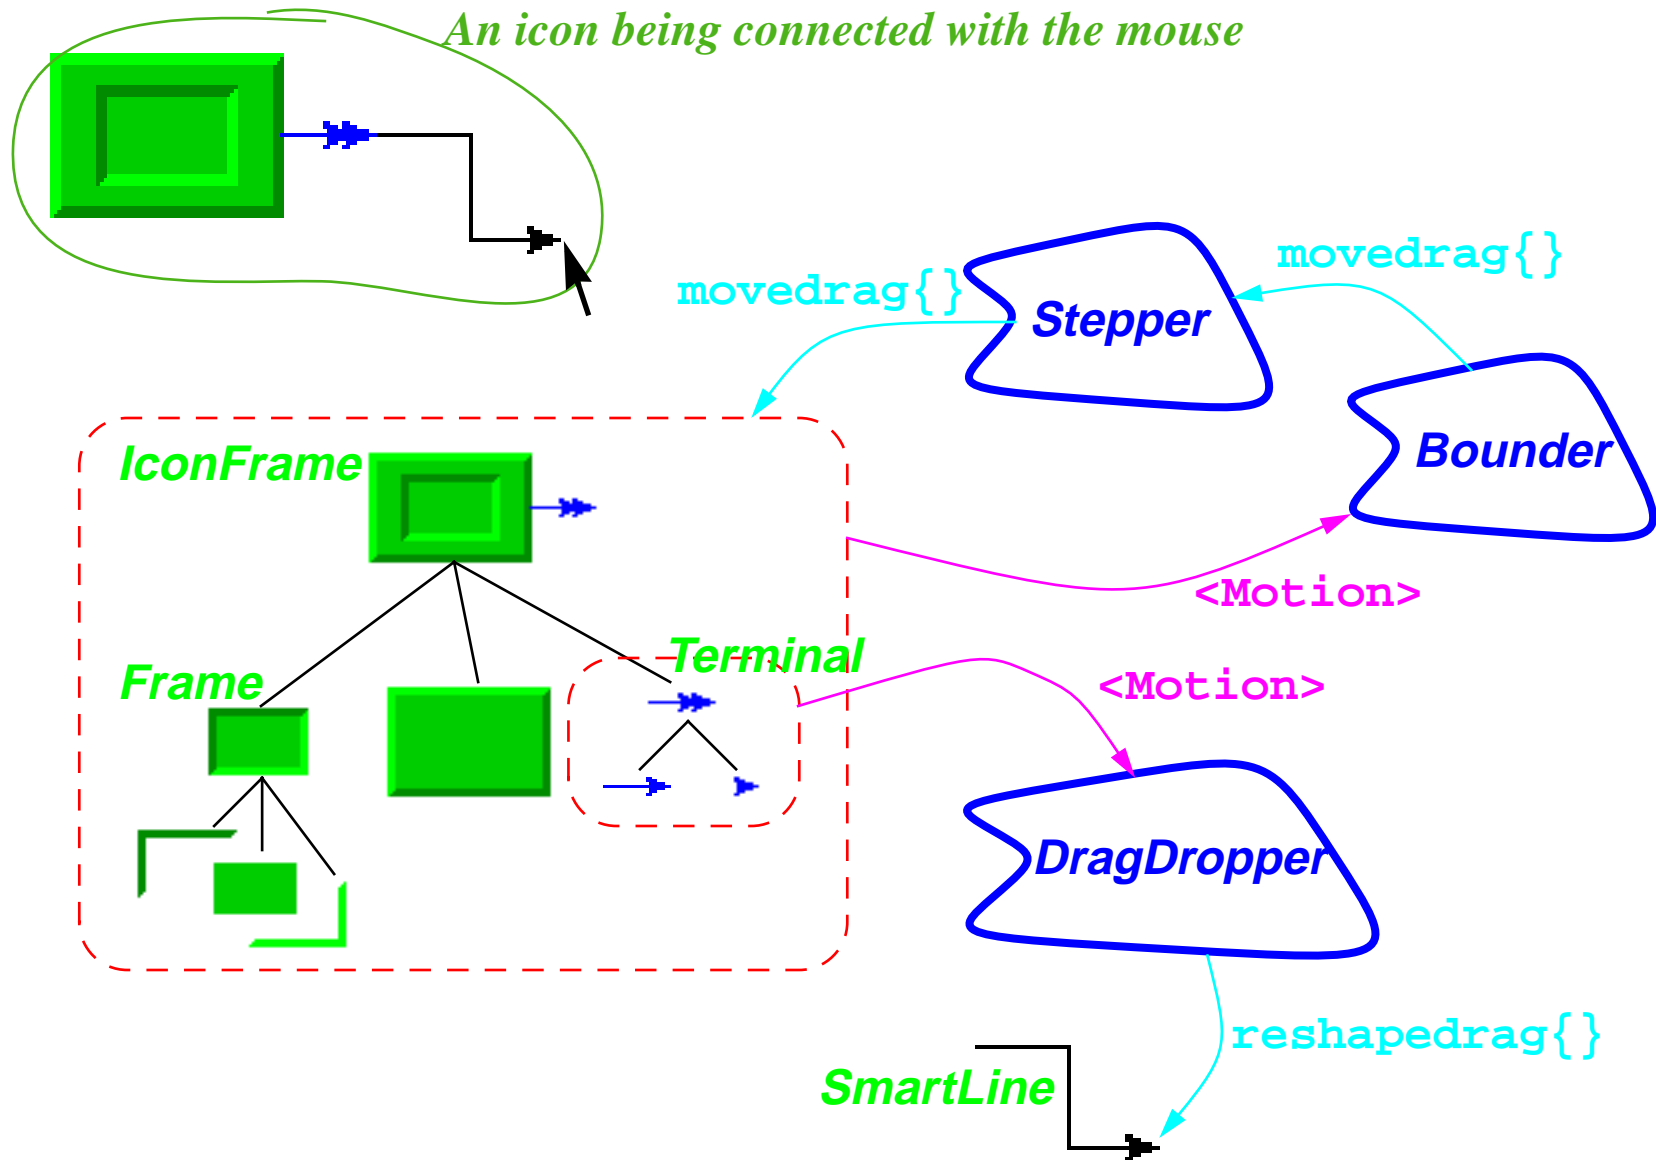 An icon being connected with the mouse
movedrag{}
movedrag{}
Stepper
Bounder
IconFrame
<Motion>
Terminal
Frame
<Motion>
DragDropper
reshapedrag{}
SmartLine